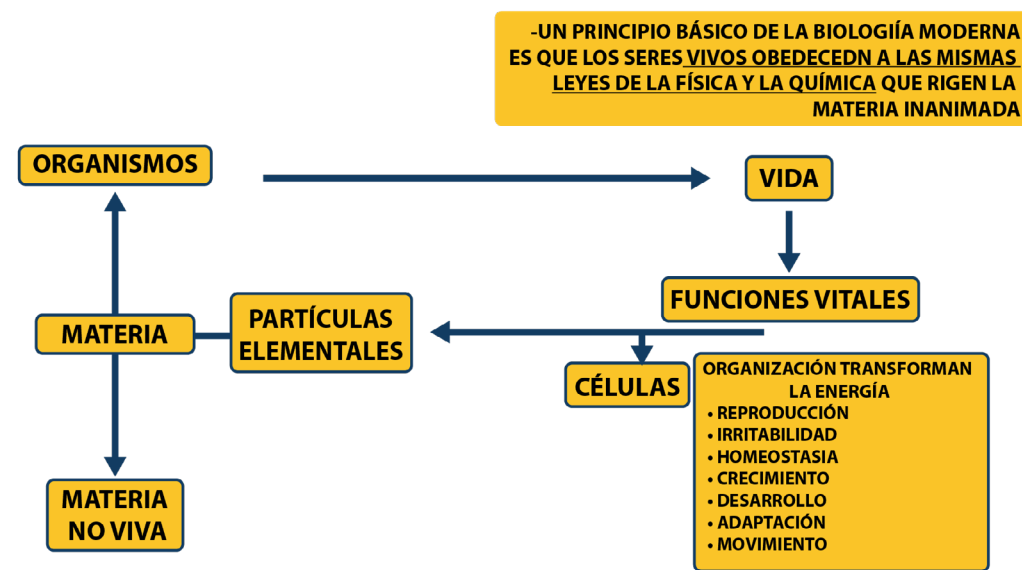 -UN PRINCIPIO BÁSICO DE LA BIOLOGIÍA MODERNA
ES QUE LOS SERES VIVOS OBEDECEDN A LAS MISMAS
LEYES DE LA FÍSICA Y LA QUÍMICA QUE RIGEN LA
MATERIA INANIMADA
ORGANISMOS
VIDA
FUNCIONES VITALES
MATERIA
PARTÍCULAS
ELEMENTALES
CÉLULAS
ORGANIZACIÓN TRANSFORMAN
LA ENERGÍA
• REPRODUCCIÓN
• IRRITABILIDAD
• HOMEOSTASIA
• CRECIMIENTO
• DESARROLLO
• ADAPTACIÓN
• MOVIMIENTO
MATERIA
NO VIVA